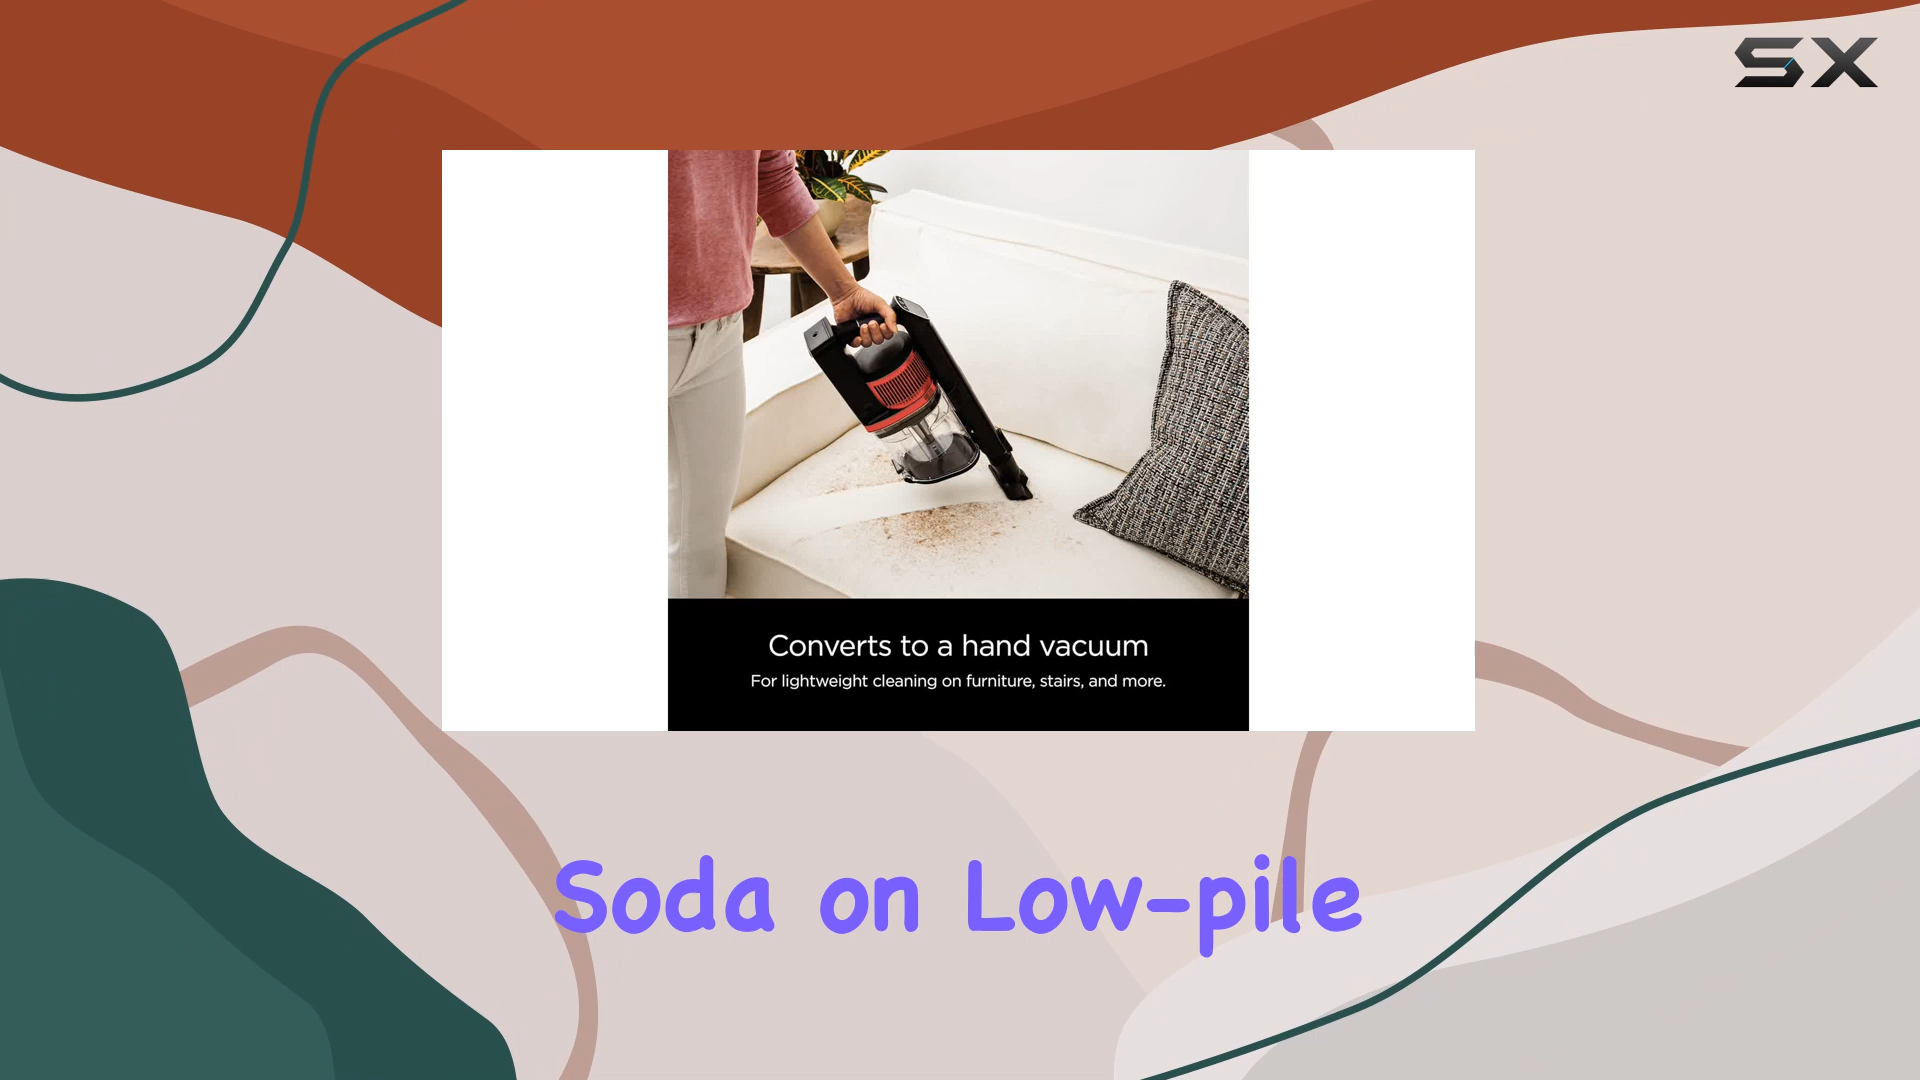 SX
Converts to a hand vacuum
For lightweight cleaning on furniture, stairs, and more.
Soda on Low-pile